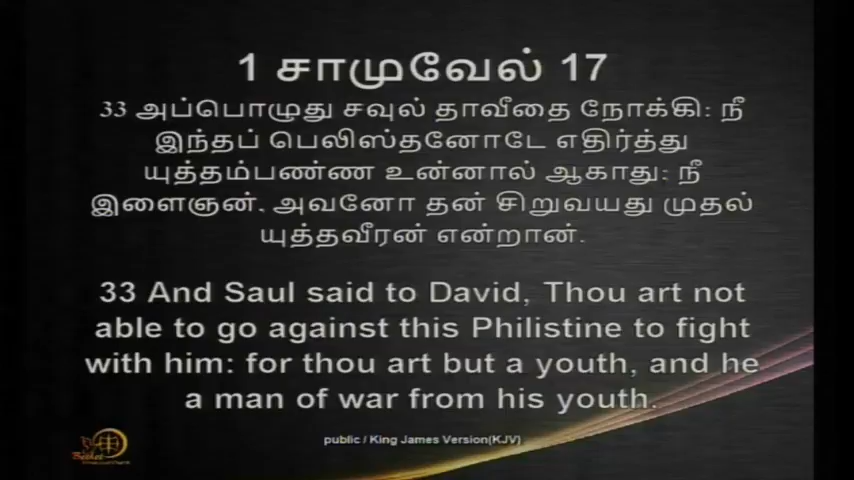 1 சாமுவேல் 17
33 அப்பொழுது சவுல் தாவீதை நோக்கி: நீ
இந்தப் பெலிஸ்தனோடே எதிர்த்து
யுத்தம்பண்ண உன்னால் ஆகாது; நீ
இளைஞன், அவனோ தன் சிறுவயது முதல்
யுத்தவீரன் என்றான்.
33 And Saul said to David, Thou art not
able to go against this Philistine to fight
with him: for thou art but a youth, and he
a man of war from his youth.
public / King James Version(KJV)
Bethel